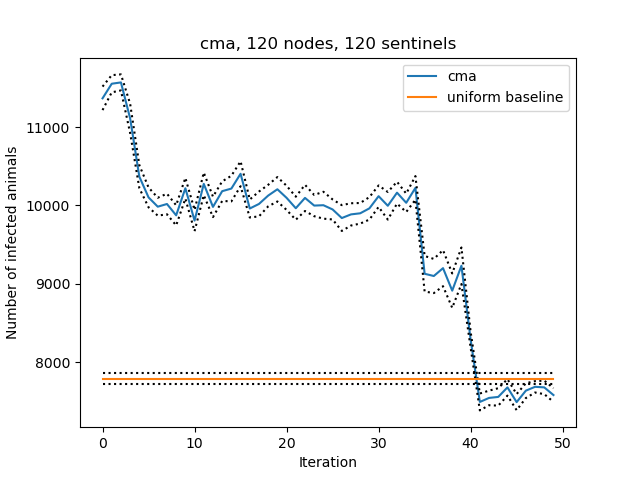 cma, 120 nodes, 120 sentinels
cma
uniform baseline
Number of infected animals
11000
10000
9000
8000
0 10 20 30 40 50
Iteration